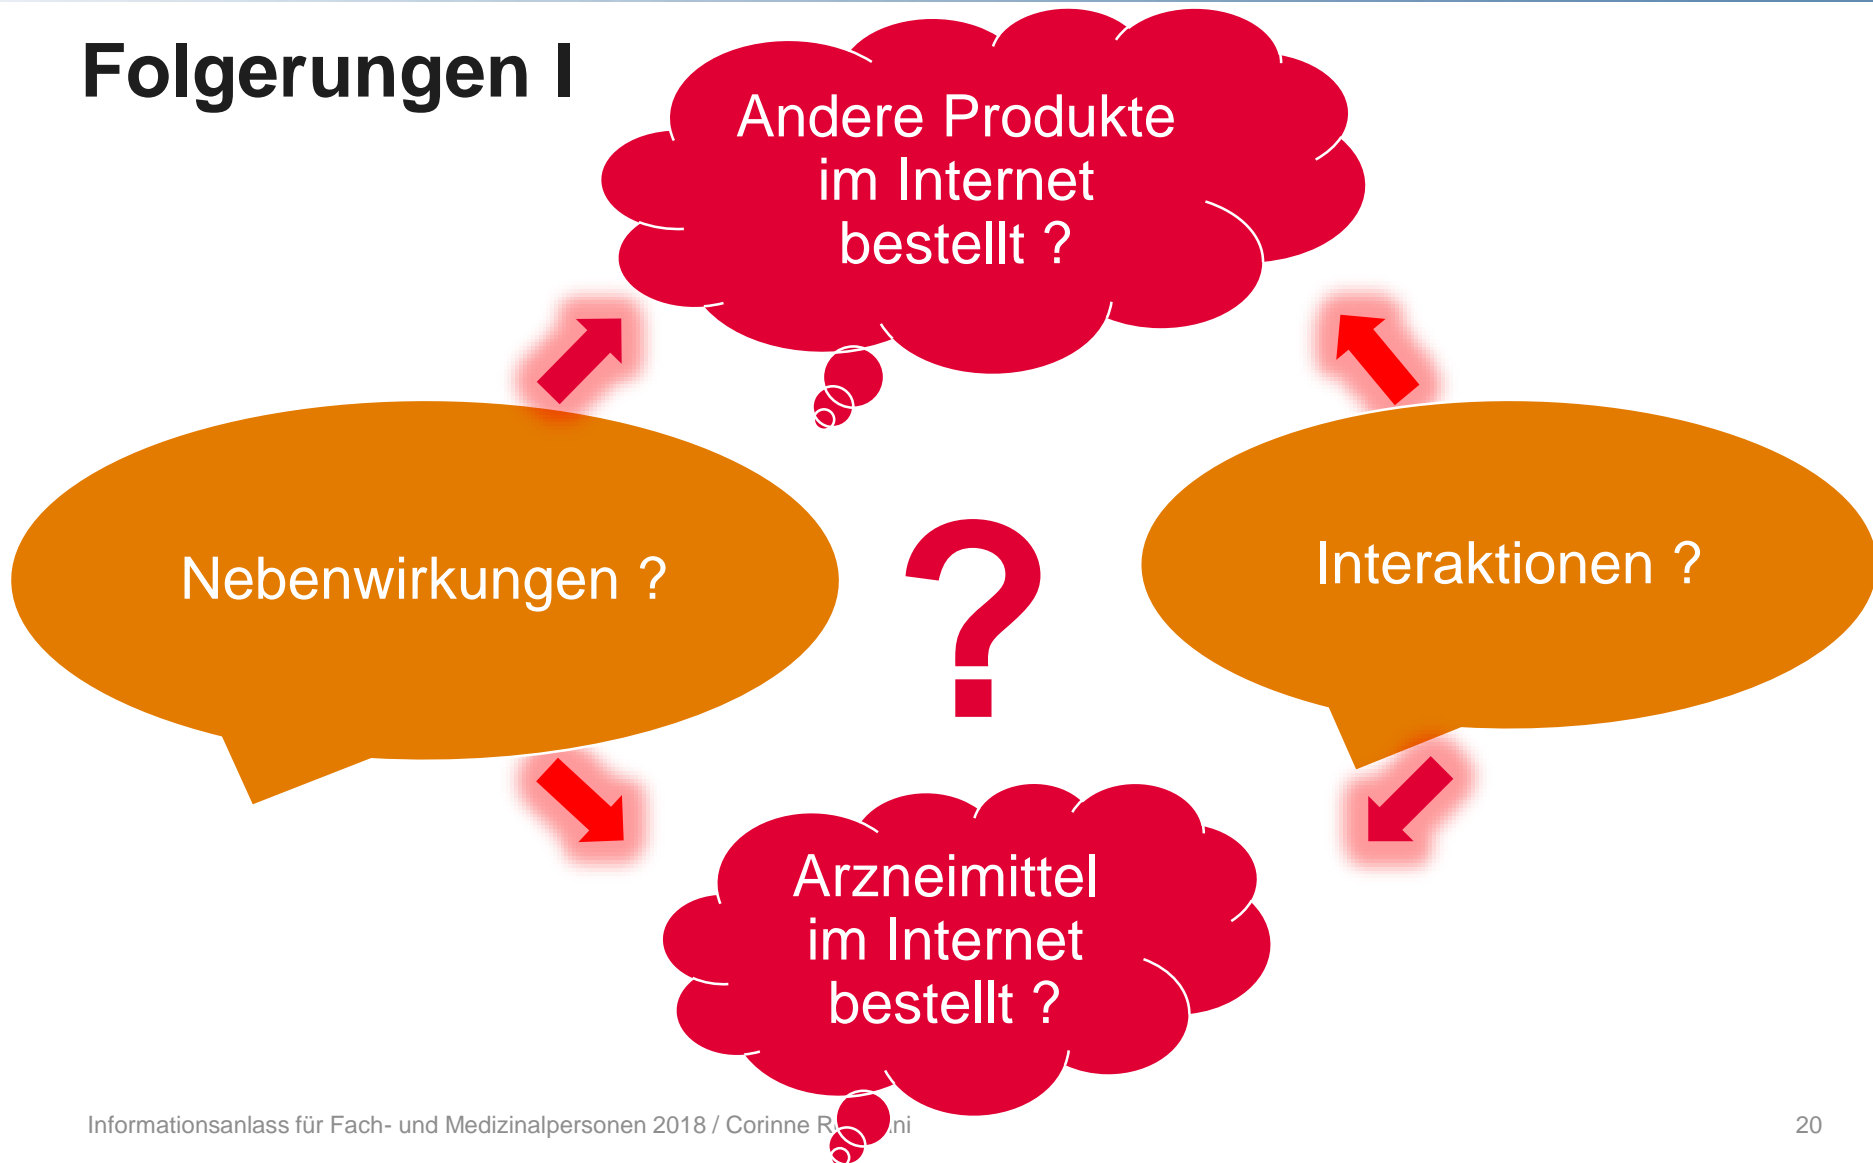 Folgerungen I
Andere Produkte
im Internet
bestellt ?
Nebenwirkungen ?
Interaktionen ?
?
Arzneimittel
im Internet
bestellt ?
Informationsanlass für Fach- und Medizinalpersonen 2018 / Corinne
20